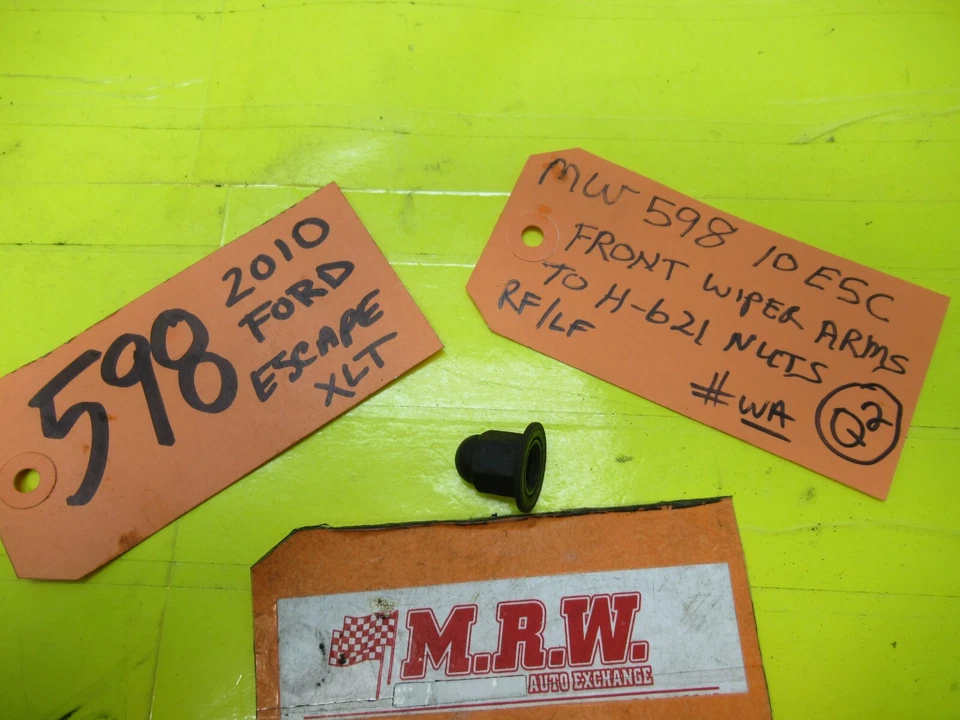 598
2010
FORD
ESCAPE
XLT
MW 598 10 ESC
FRONT WIPER ARMS
TO H-621 NUTS
RF/LF
#WA
Q2
M.R.W.
AUTO EXCHANGE